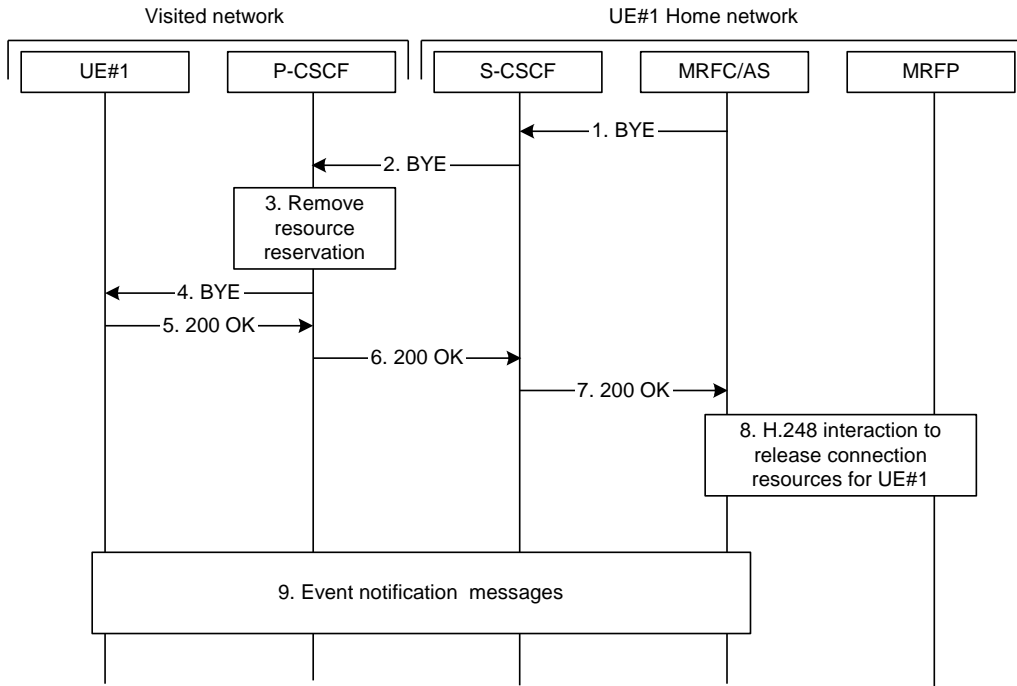 Visited network
UE#1 Home network
UE#1
P-CSCF
S-CSCF
MRFC/AS
MRFP
1. BYE
2. BYE
3. Remove
resource
reservation
4. BYE
5. 200 OK
6. 200 OK
7. 200 OK
8. H.248 interaction to
release connection
resources for UE#1
9. Event notification messages